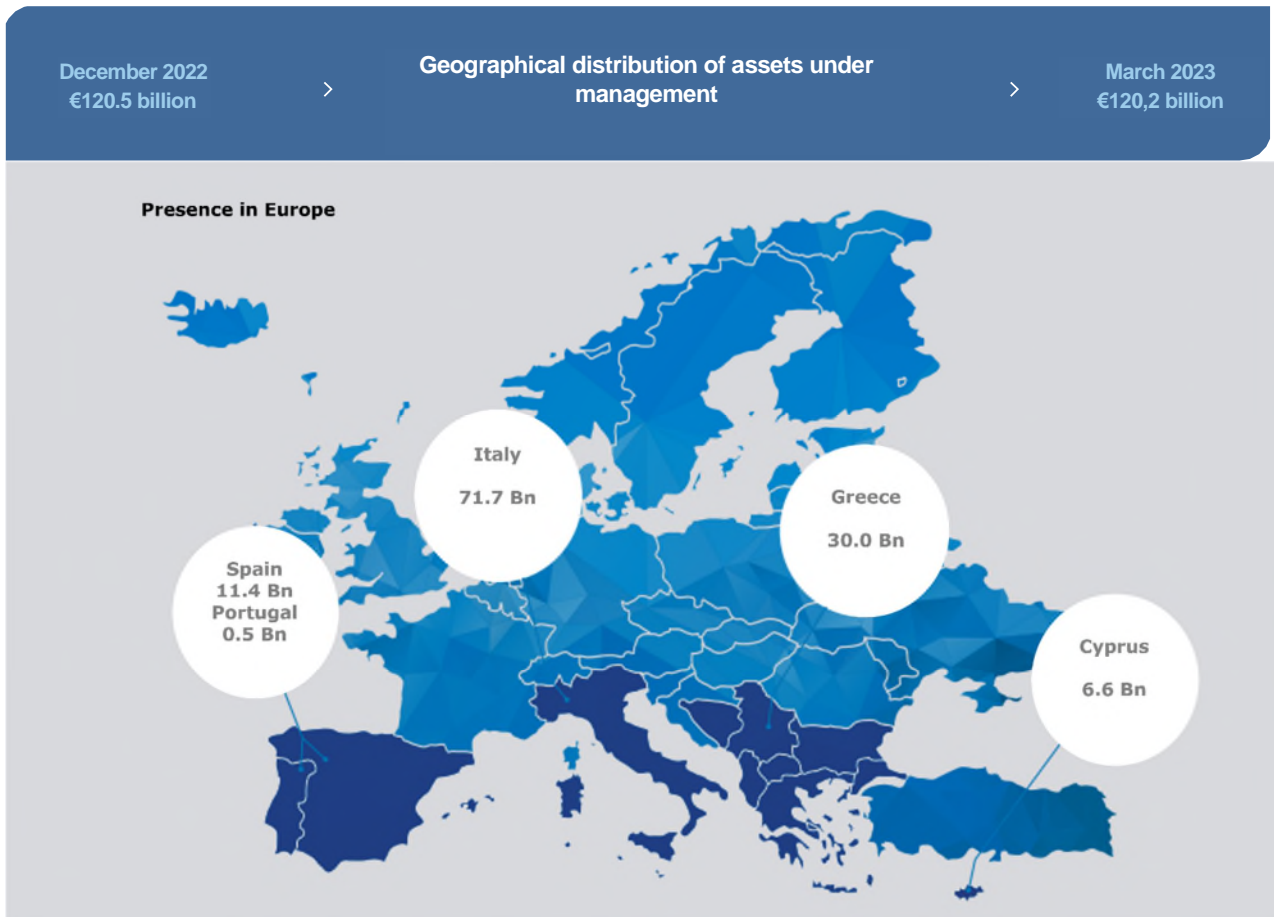 December 2022
€120.5 billion
Geographical distribution of assets under
management
March 2023
€120,2 billion
Presence in Europe
Italy
71.7 Bn
Greece
30.0 Bn
Spain
11.4 Bn
Portugal
0.5 Bn
Cyprus
6.6 Bn